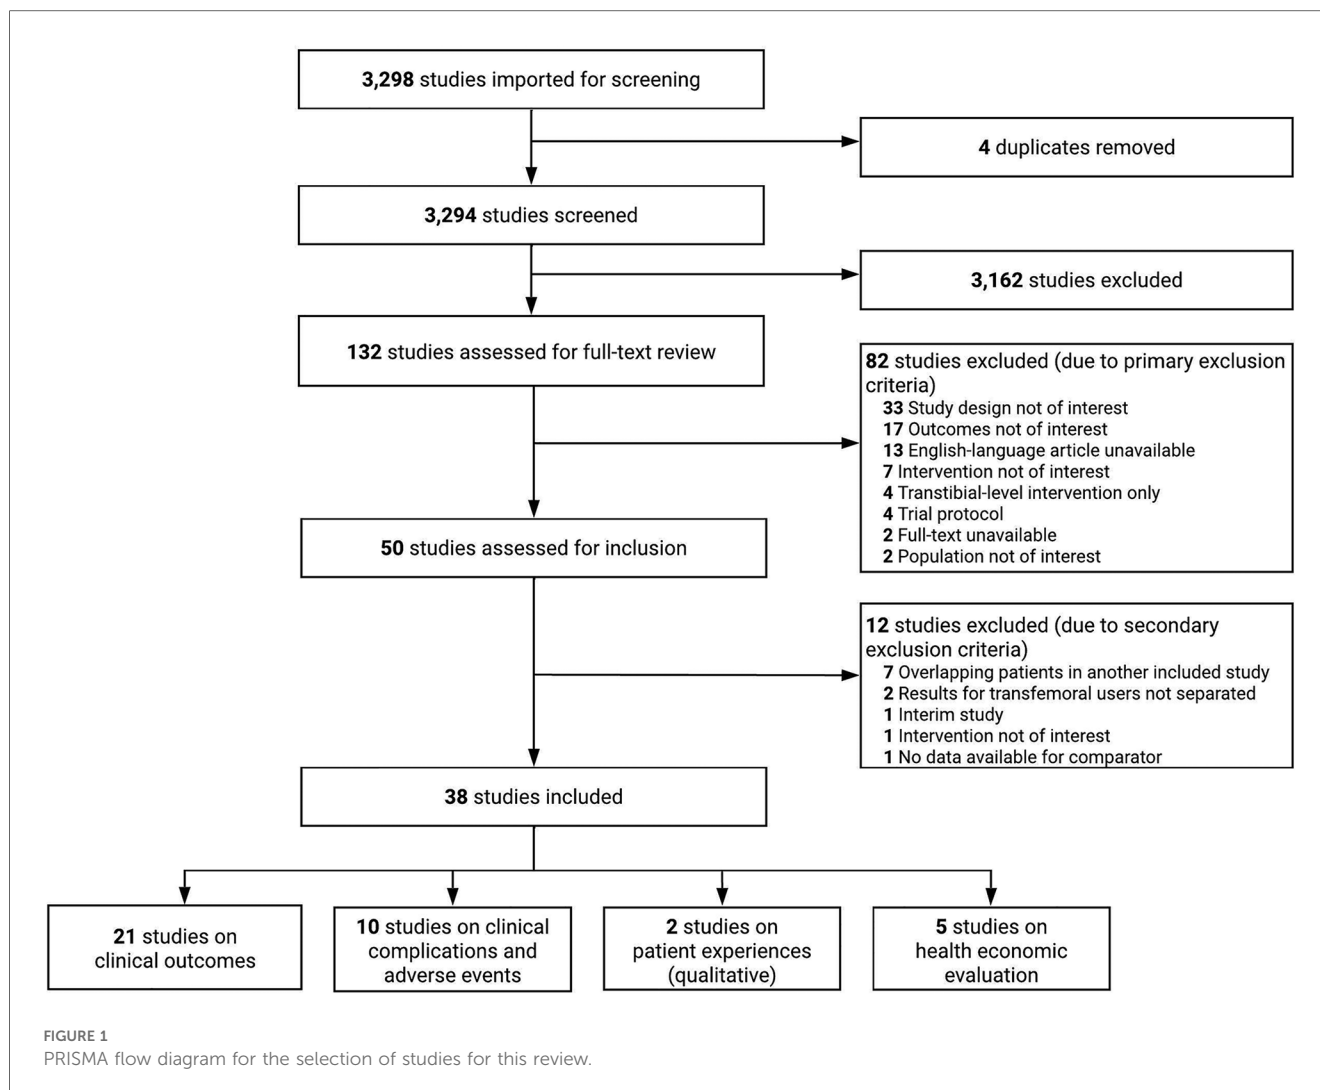 3,298 studies imported for screening
4 duplicates removed
3,294 studies screened
3,162 studies excluded
132 studies assessed for full-text review
82 studies excluded (due to primary exclusion
criteria)
33 Study design not of interest
17 Outcomes not of interest
13 English-language article unavailable
7 Intervention not of interest
4 Transtibial-level intervention only
4 Trial protocol
2 Full-text unavailable
2 Population not of interest
50 studies assessed for inclusion
12 studies excluded (due to secondary
exclusion criteria)
7 Overlapping patients in another included study
2 Results for transfemoral users not separated
1 Interim study
1 Intervention not of interest
1 No data available for comparator
38 studies included
21 studies on
clinical outcomes
10 studies on clinical
complications and
adverse events
2 studies on
patient experiences
(qualitative)
5 studies on
health economic
evaluation
FIGURE 1
PRISMA flow diagram for the selection of studies for this review.